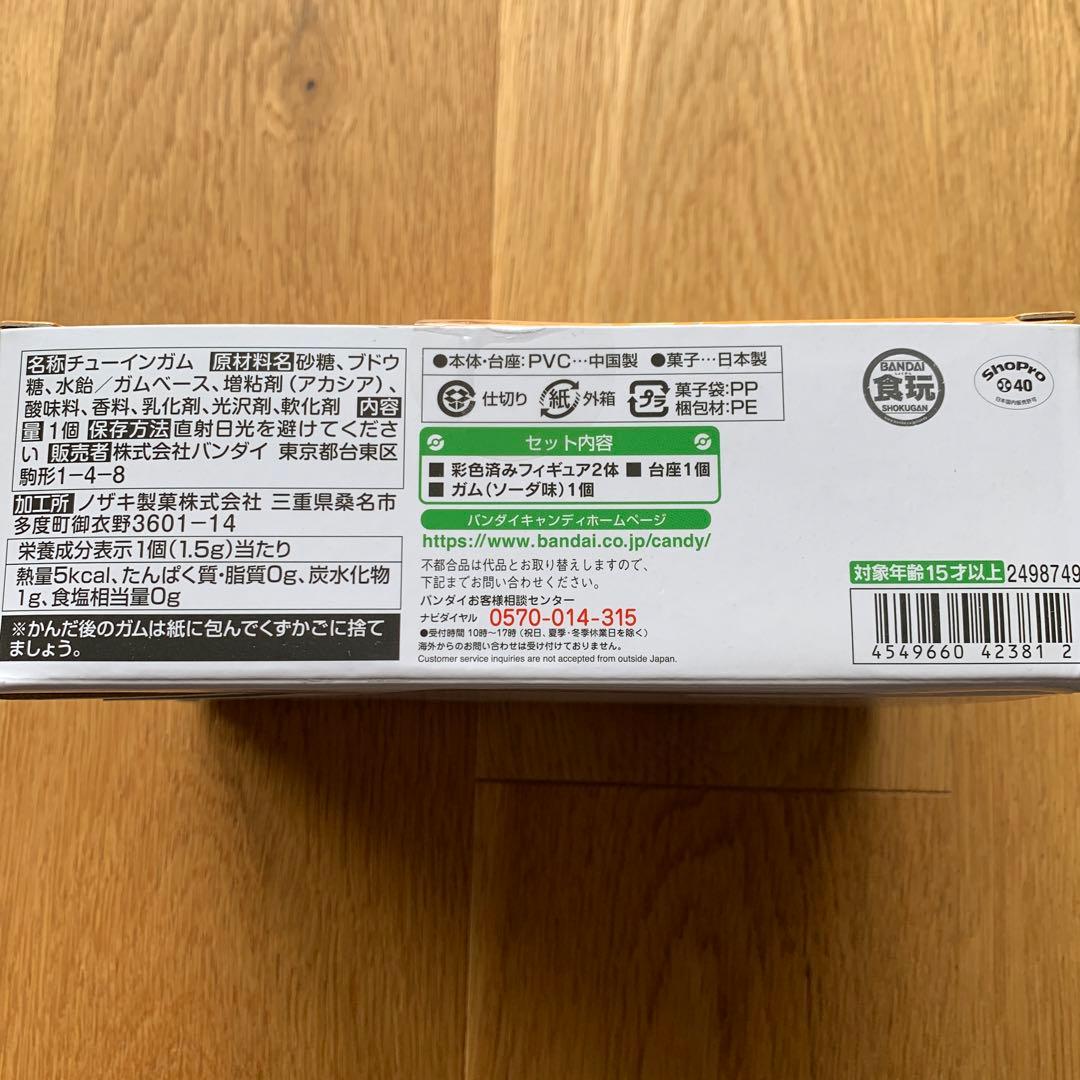 名称チューインガム 原材料名砂糖、ブドウ
糖、水飴／ガムベース、増粘剤（アカシア）、
酸味料、香料、乳化剤、光沢剤、軟化剤 内容
量1個 保存方法直射日光を避けてくださ
い 販売者株式会社バンダイ 東京都台東区
駒形1-4-8
加工所 ノザキ製菓株式会社 三重県桑名市
多度町御衣野3601-14
栄養成分表示1個（1.5g）当たり
熱量5kcal、たんぱく質・脂質0g、炭水化物
1g、食塩相当量0g
※かんだ後のガムは紙に包んでくずかごに捨て
ましょう。
●本体・台座：PVC…中国製 ●菓子…日本製
紙 仕切り 紙 外箱 プラ 菓子袋：PP
梱包材：PE
セット内容
■ 彩色済みフィギュア2体 ■ 台座1個
■ ガム（ソーダ味）1個
バンダイキャンディホームページ
https://www.bandai.co.jp/candy/
不都合品は代品とお取り替えしますので、
下記までお問い合わせください。
バンダイお客様相談センター
ナビダイヤル 0570-014-315
●受付時間 10時～17時（祝日、夏季・冬季休業日を除く）
海外からのお問い合わせは受け付けておりません。
Customer service inquiries are not accepted from outside Japan.
BANDAI
しょくがん
食玩
SHOKUGAN
ShoPro
40
日本国内販売許可
対象年齢15才以上 2498749
4549660 42381 2